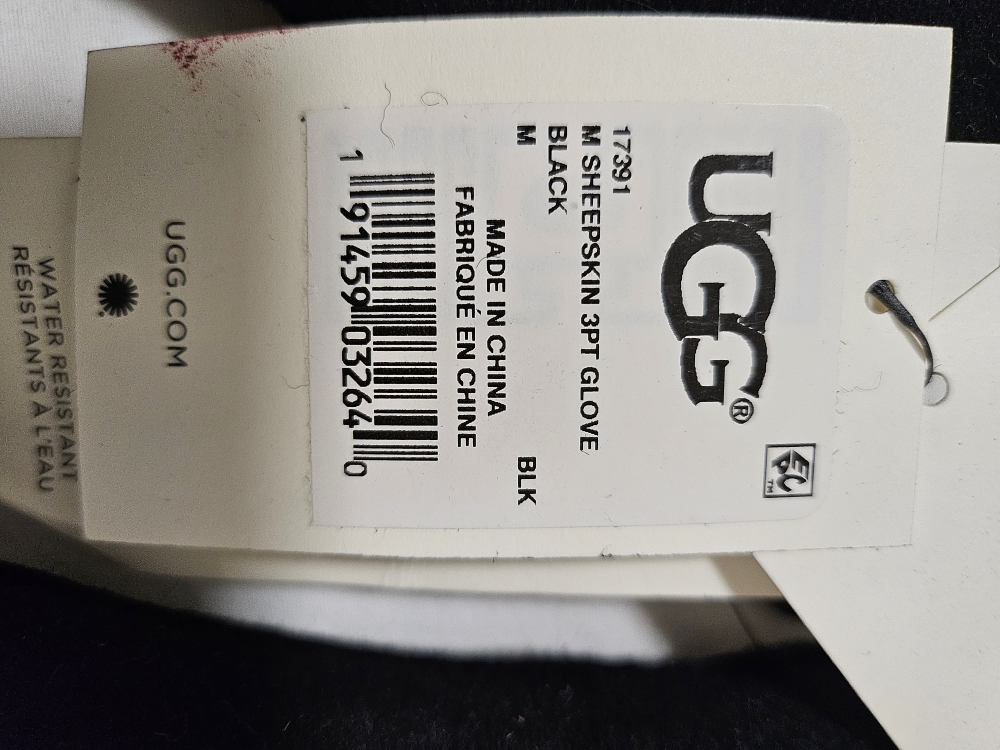 UGG®
EPC™
17391
M SHEEPSKIN 3PT GLOVE
BLACK
M BLK
MADE IN CHINA
FABRIQUÉ EN CHINE
1 91459 03264 0
UGG.COM
WATER RESISTANT
RÉSISTANTS À L'EAU